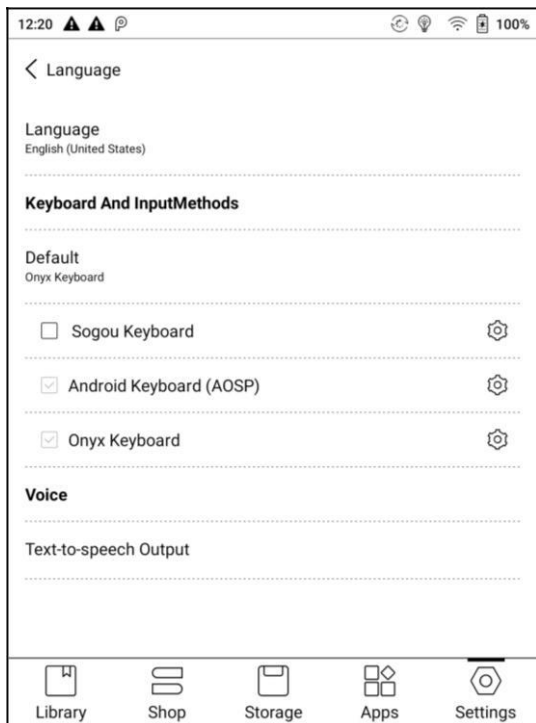 12:20 100%
Language
Language
English (United States)
Keyboard And InputMethods
Default
Onyx Keyboard
Sogou Keyboard
Android Keyboard (AOSP)
Onyx Keyboard
Voice
Text-to-speech Output
Library Shop Storage Apps Settings